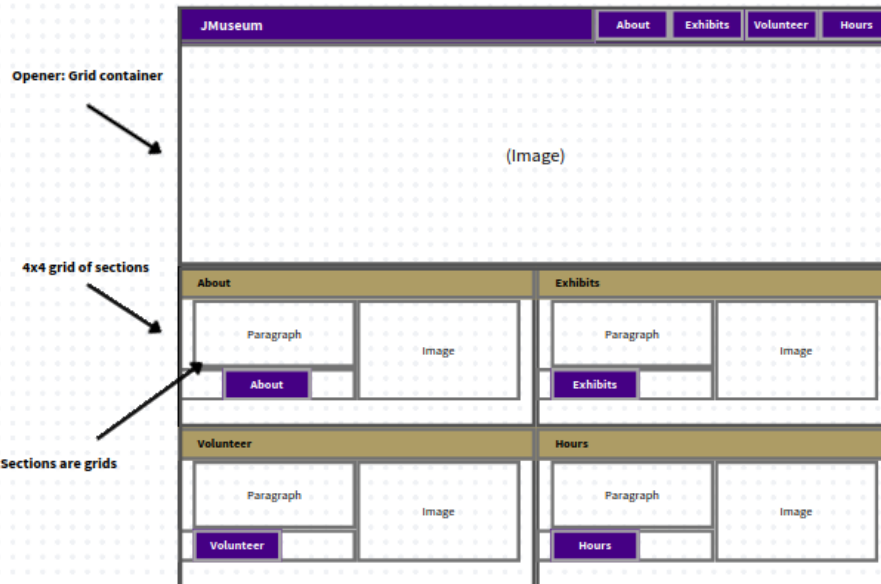 JMuseum
About
Exhibits
Volunteer
Hours
Opener: Grid container
(Image)
4x4 grid of sections
About
Exhibits
Paragraph
Image
Paragraph
Image
About
Exhibits
Sections are grids
Volunteer
Hours
Paragraph
Image
Paragraph
Image
Volunteer
Hours